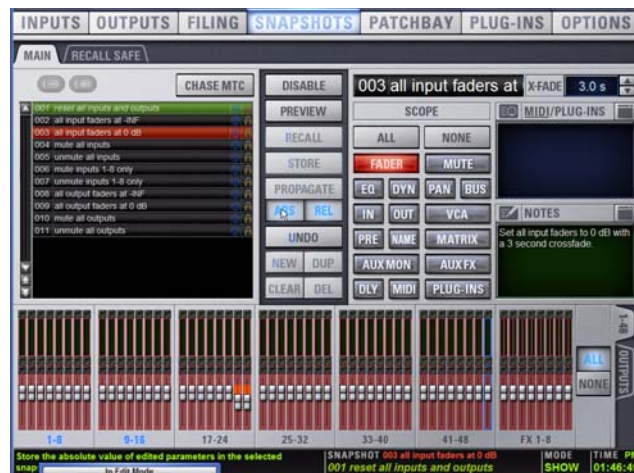 INPUTS OUTPUTS FILING SNAPSHOTS PATCHBAY PLUG-INS OPTIONS
MAIN RECALL SAFE
CHASE MTC
001 reset all inputs and outputs
002 all input faders at -INF
003 all input faders at 0 dB
004 mute all inputs
005 unmute all inputs
006 mute inputs 1-8 only
007 unmute inputs 1-8 only
008 all output faders at -INF
009 all output faders at 0 dB
010 mute all outputs
011 unmute all outputs
DISABLE
PREVIEW
RECALL
STORE
PROPAGATE
ABS REL
UNDO
NEW DUP
CLEAR DEL
003 all input faders at X-FADE 3.0 s
SCOPE
ALL NONE
FADER MUTE
EQ DYN PAN BUS
IN OUT VCA
PRE NAME MATRIX
AUX MON AUX FX
DLY MIDI PLUG-INS
MIDI/PLUG-INS
NOTES
Set all input faders to 0 dB with
a 3 second crossfade.
1-48
OUTPUTS
ALL
NONE
1-8 9-16 17-24 25-32 33-40 41-48 FX 1-8
Store the absolute value of edited parameters in the selected
snap
In Edit Mode
SNAPSHOT 003 all input faders at 0 dB
001 reset all inputs and outputs
MODE
SHOW
TIME
01:46:4